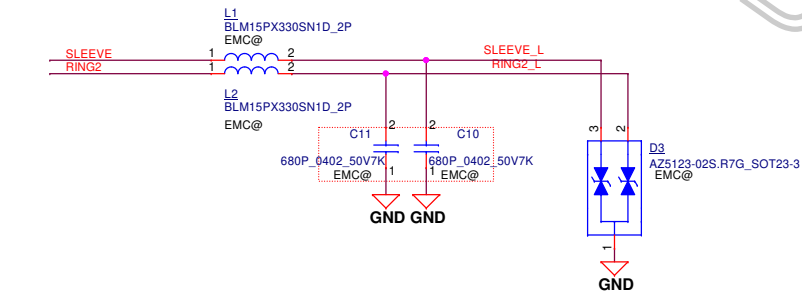 L1
BLM15PX330SN1D_2P
EMC@
SLEEVE 1 2 SLEEVE_L
RING2 1 2 RING2_L
L2
BLM15PX330SN1D_2P
EMC@
2 2
C11 C10
3 2
D3
680P_0402_50V7K 680P_0402_50V7K
AZ5123-02S.R7G_SOT23-3
1 1
EMC@ EMC@
EMC@
GND GND
1
GND